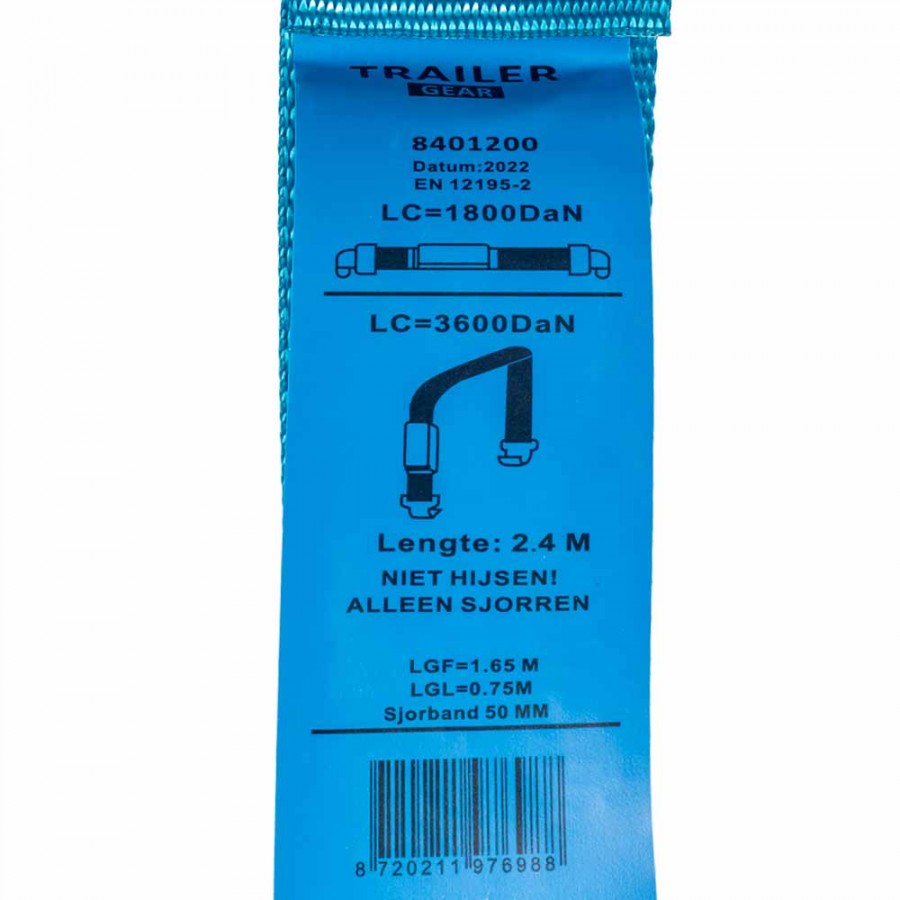 TRAILER
GEAR
8401200
Datum:2022
EN 12195-2
LC=1800DaN
LC=3600DaN
Lengte: 2.4 M
NIET HIJSEN!
ALLEEN SJORREN
LGF=1.65 M
LGL=0.75M
Sjorband 50 MM
8 720211 976988